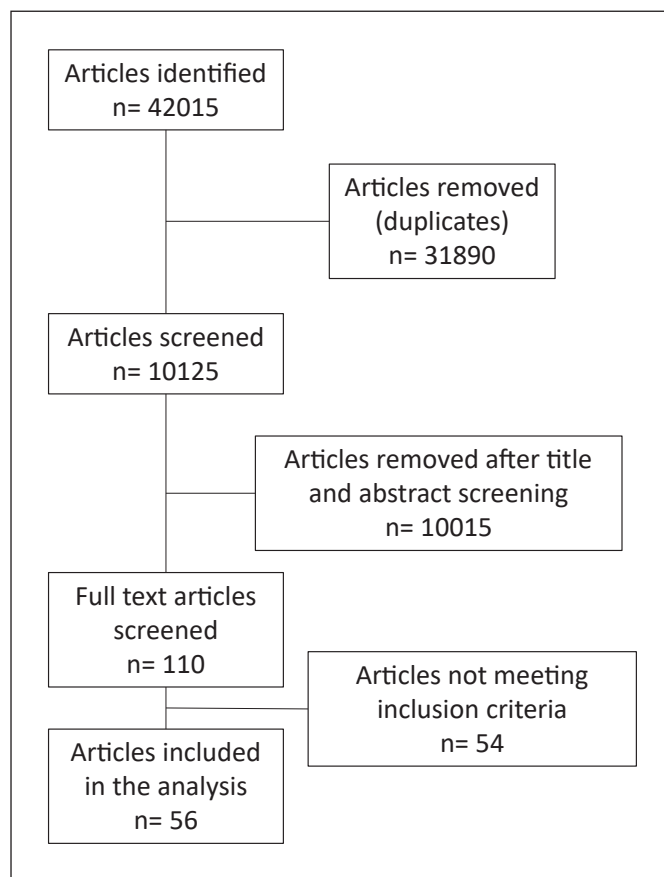 Articles identified
n= 42015
Articles removed
(duplicates)
n= 31890
Articles screened
n= 10125
Articles removed after title
and abstract screening
n= 10015
Full text articles
screened
n= 110
Articles not meeting
inclusion criteria
n= 54
Articles included
in the analysis
n= 56